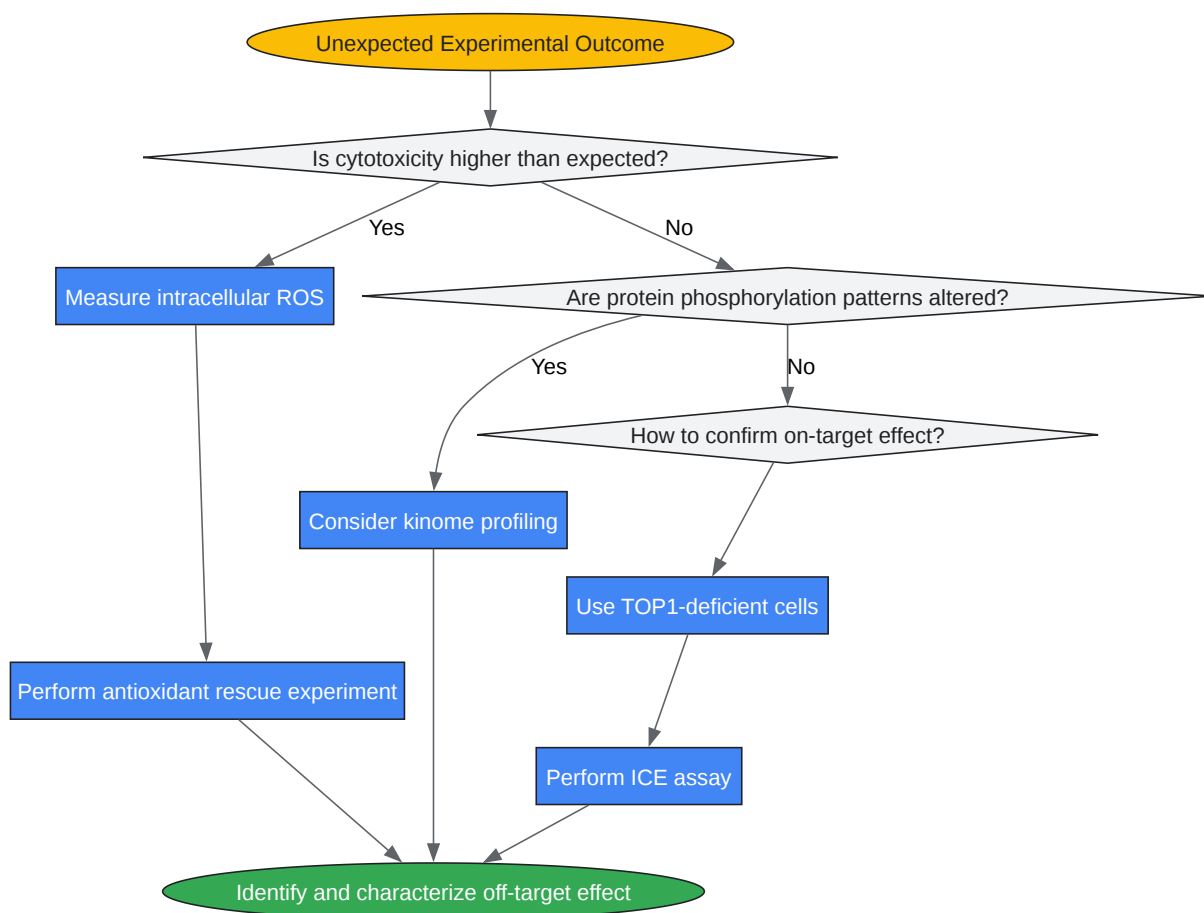 Unexpected Experimental Outcome
Is cytotoxicity higher than expected?
Yes
No
Measure intracellular ROS
Are protein phosphorylation patterns altered?
Yes
No
How to confirm on-target effect?
Consider kinome profiling
Use TOP1-deficient cells
Perform antioxidant rescue experiment
Perform ICE assay
Identify and characterize off-target effect